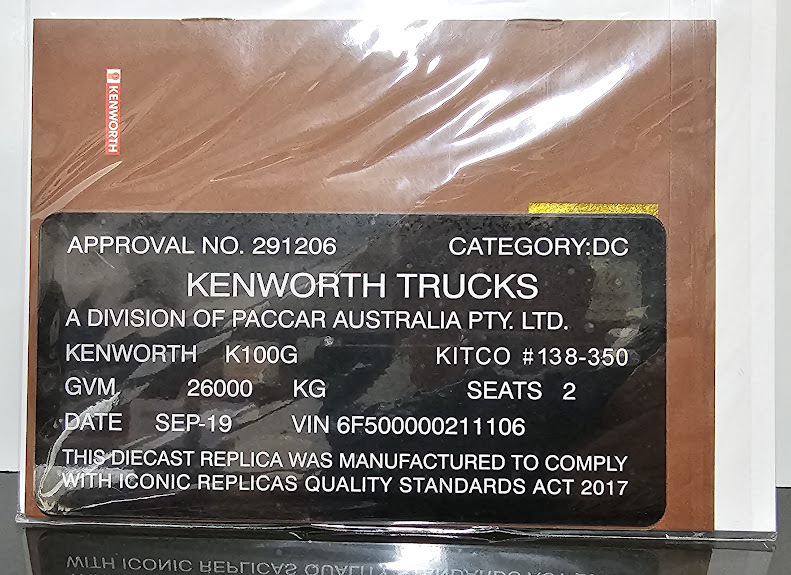 KENWORTH
APPROVAL NO. 291206 CATEGORY:DC
KENWORTH TRUCKS
A DIVISION OF PACCAR AUSTRALIA PTY. LTD.
KENWORTH K100G KITCO #138-350
GVM 26000 KG SEATS 2
DATE SEP-19 VIN 6F500000211106
THIS DIECAST REPLICA WAS MANUFACTURED TO COMPLY
WITH ICONIC REPLICAS QUALITY STANDARDS ACT 2017